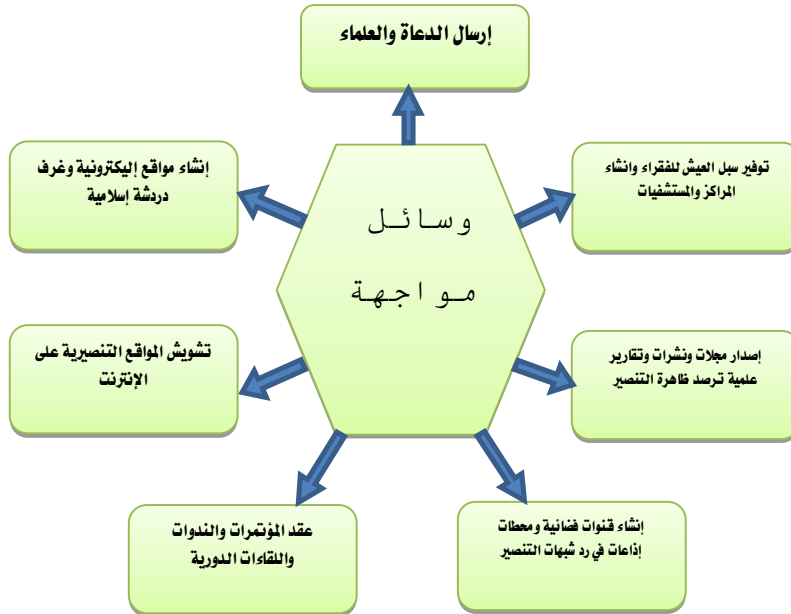 إرسال الدعاة والعلماء
توفير سبل العيش للفقراء وانشاء
المراكز والمستشفيات
إنشاء مواقع إليكترونية وغرف
دردشة إسلامية
وسائل
مواجهة
إصدار مجلات ونشرات وتقارير
علمية ترصد ظاهرة التنصير
تشويش المواقع التنصيرية على
الإنترنت
إنشاء قنوات فضائية ومحطات
إذاعات في رد شبهات التنصير
عقد المؤتمرات والندوات
واللقاءات الدورية